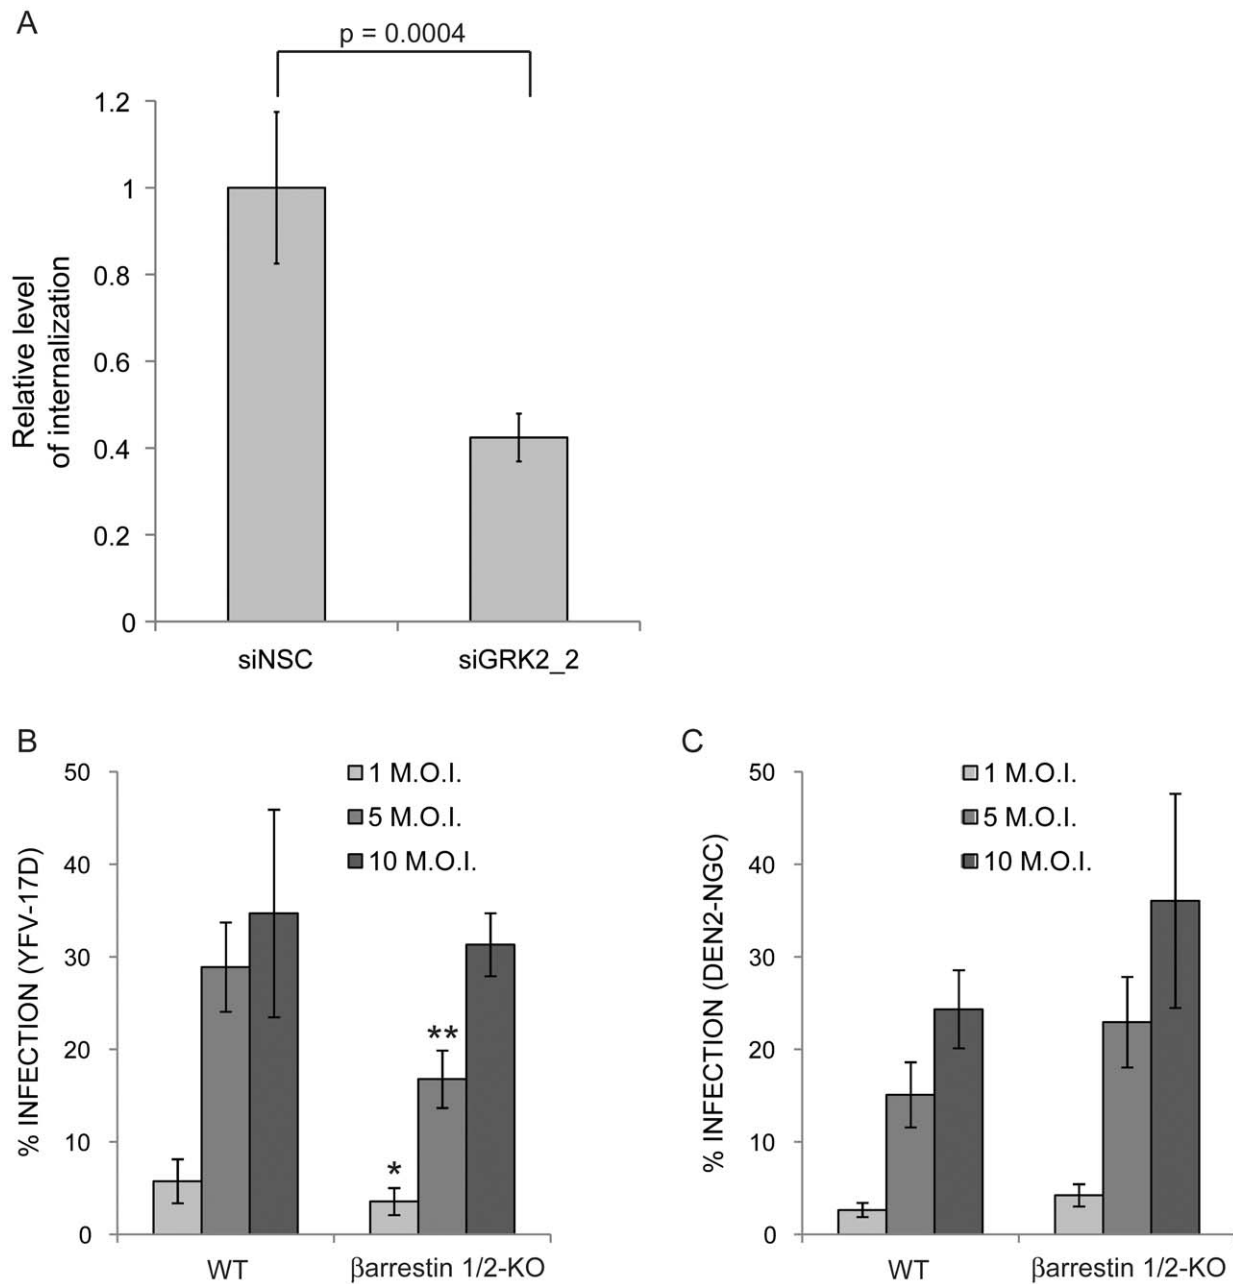 A
p = 0.0004
1.2
1
0.8
0.6
0.4
0.2
0
Relative level
of internalization
siNSC
siGRK2_2
B
50
40
30
20
10
0
% INFECTION (YFV-17D)
1 M.O.I.
5 M.O.I.
10 M.O.I.
*
**
WT
βarrestin 1/2-KO
C
50
40
30
20
10
0
% INFECTION (DEN2-NGC)
1 M.O.I.
5 M.O.I.
10 M.O.I.
WT
βarrestin 1/2-KO